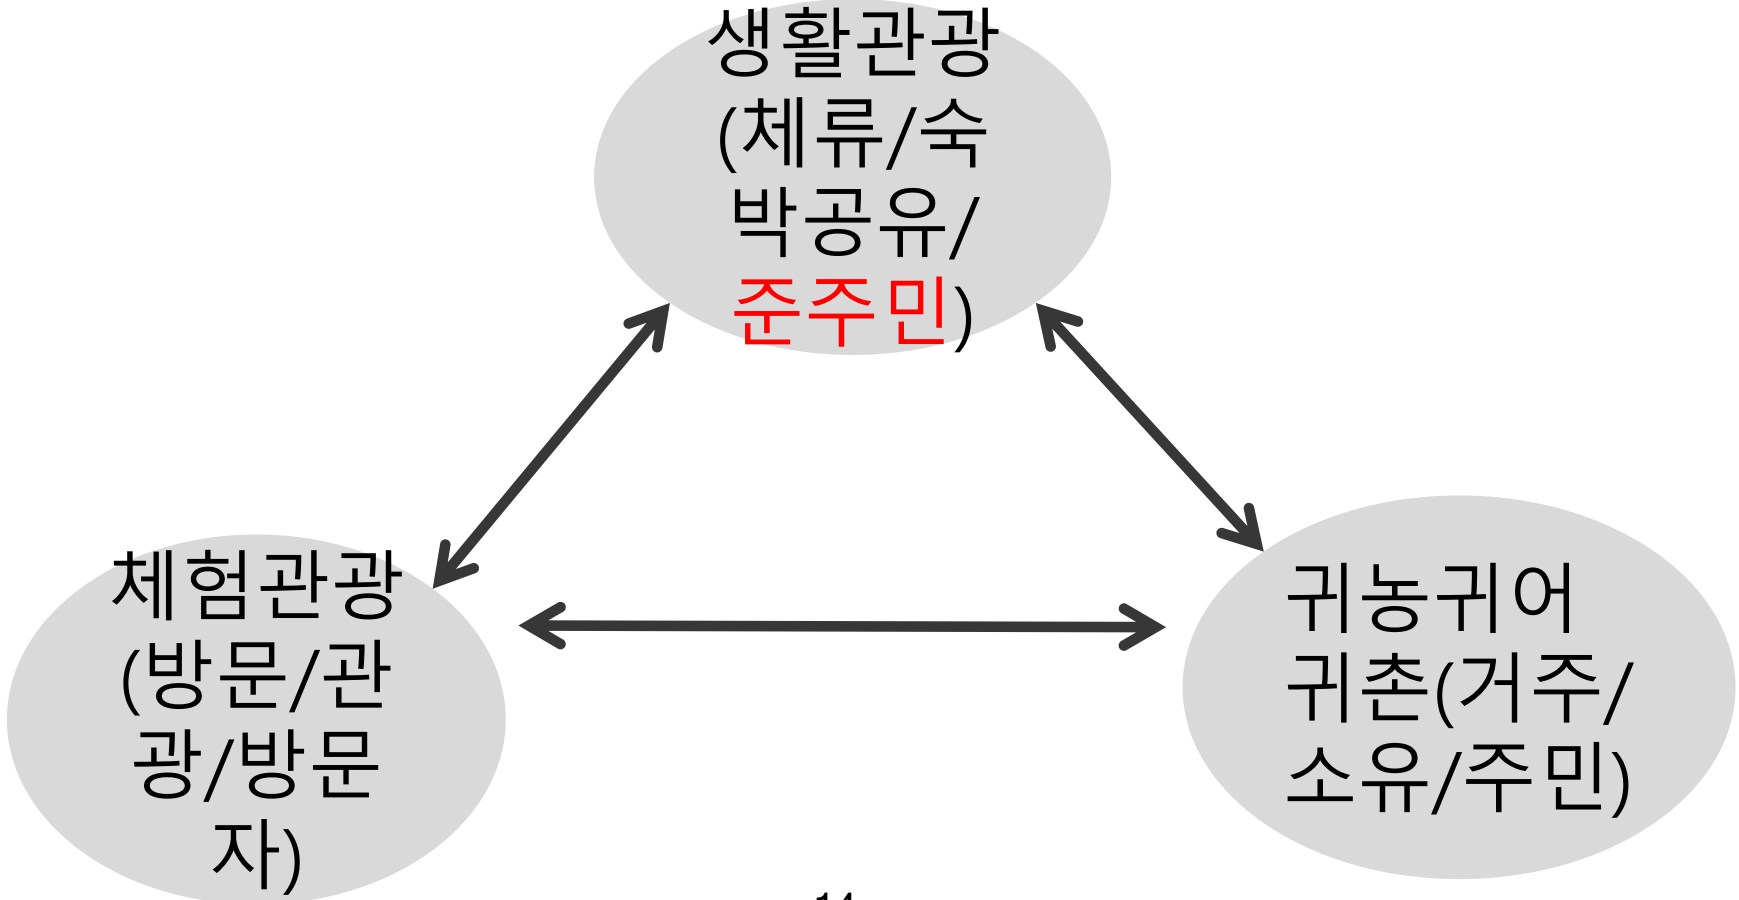 생활관광
(체류/숙
박공유/
준주민)
체험관광
(방문/관
광/방문
자)
귀농귀어
귀촌(거주/
소유/주민)
14